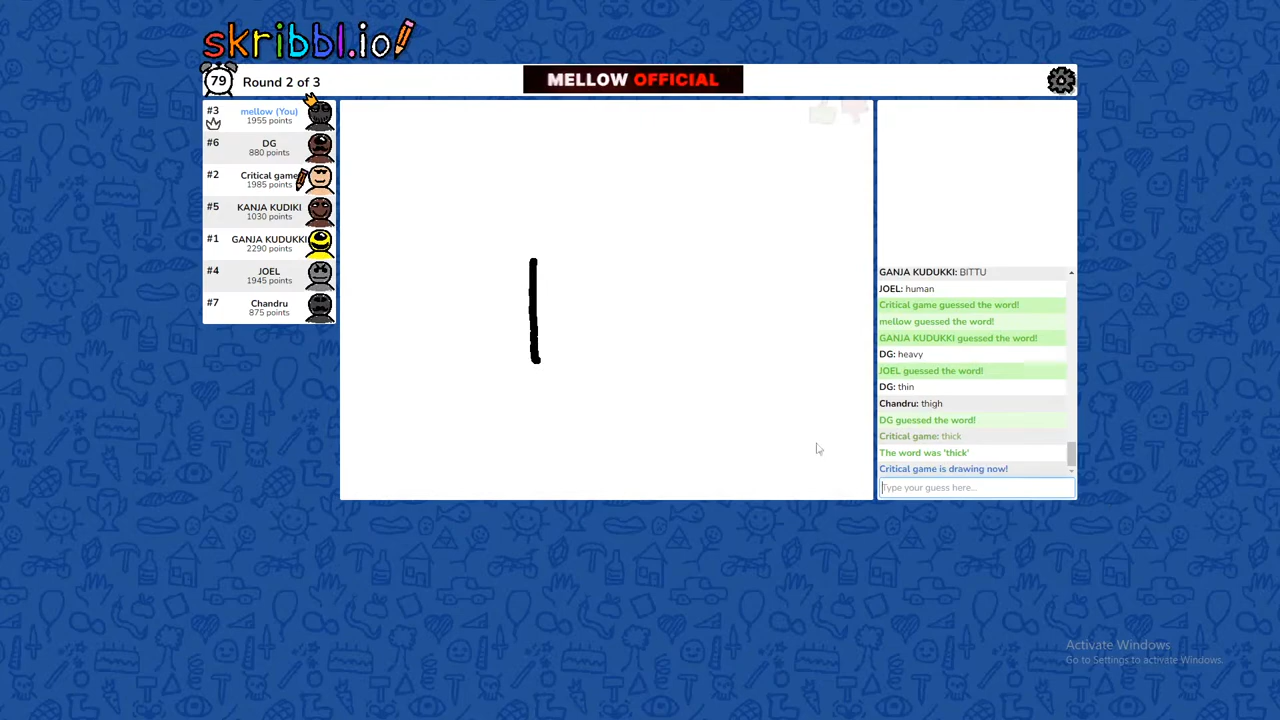 skribbl.io
79
Round 2 of 3
MELLOW OFFICIAL
#3
mellow (You)
1955 points
#6
DG
880 points
#2
Critical game
1985 points
#5
KANJA KUDIKI
1030 points
#1
GANJA KUDUKKI
2290 points
#4
JOEL
1945 points
#7
Chandru
875 points
GANJA KUDUKKI: BITTU
JOEL: human
Critical game guessed the word!
mellow guessed the word!
GANJA KUDUKKI guessed the word!
DG: heavy
JOEL guessed the word!
DG: thin
Chandru: thigh
DG guessed the word!
Critical game: thick
The word was 'thick'
Critical game is drawing now!
Type your guess here...
Activate Windows
Go to Settings to activate Windows.